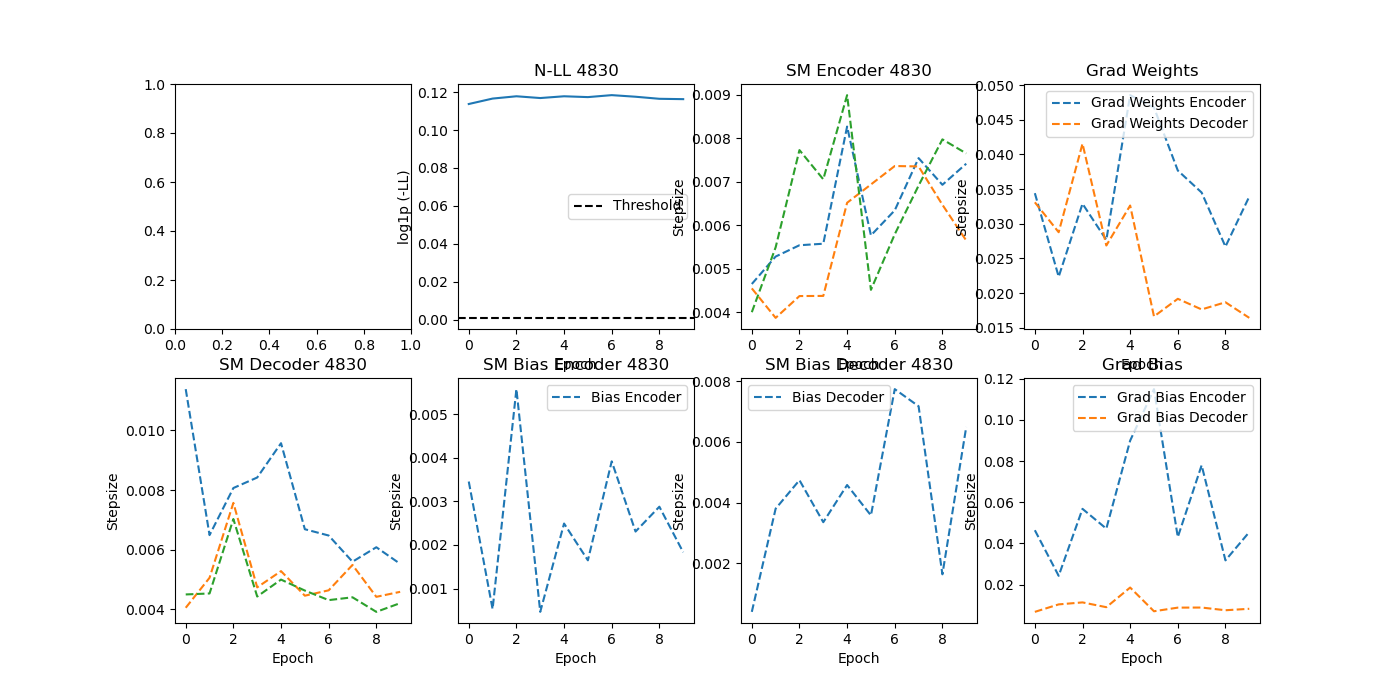 N-LL 4830
SM Encoder 4830
Grad Weights
1.0
0.8
0.6
0.4
0.2
0.0
0.0 0.2 0.4 0.6 0.8 1.0
log1p (-LL)
0.12
0.10
0.08
0.06
0.04
0.02
0.00
Threshold
0 2 4 6 8
Epoch
Stepsize
0.009
0.008
0.007
0.006
0.005
0.004
0 2 4 6 8
Epoch
Stepsize
0.050
0.045
0.040
0.035
0.030
0.025
0.020
0.015
Grad Weights Encoder
Grad Weights Decoder
0 2 4 6 8
Epoch
SM Decoder 4830
SM Bias Encoder 4830
SM Bias Decoder 4830
Grad Bias
Stepsize
0.010
0.008
0.006
0.004
0 2 4 6 8
Epoch
Stepsize
0.005
0.004
0.003
0.002
0.001
Bias Encoder
0 2 4 6 8
Epoch
Stepsize
0.008
0.006
0.004
0.002
Bias Decoder
0 2 4 6 8
Epoch
Stepsize
0.12
0.10
0.08
0.06
0.04
0.02
Grad Bias Encoder
Grad Bias Decoder
0 2 4 6 8
Epoch